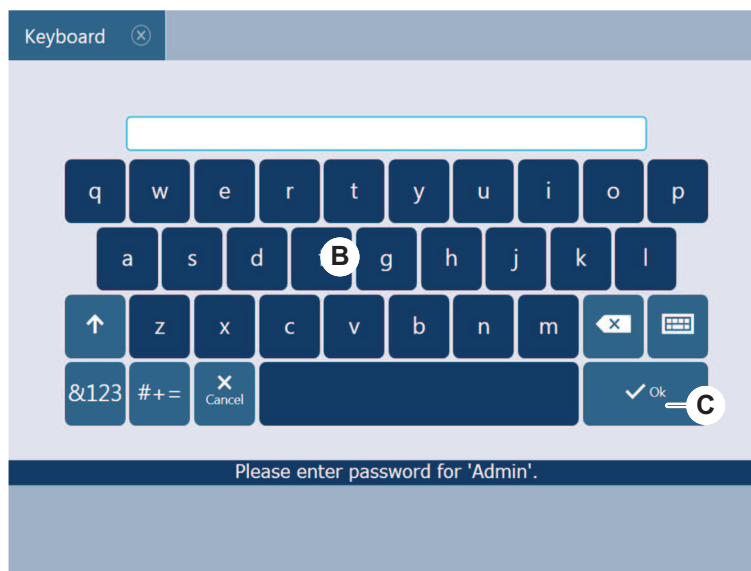 Keyboard
q w e r t y u i o p
a s d B g h j k l
z x c v b n m
&123 #+= Cancel Ok C
Please enter password for 'Admin'.